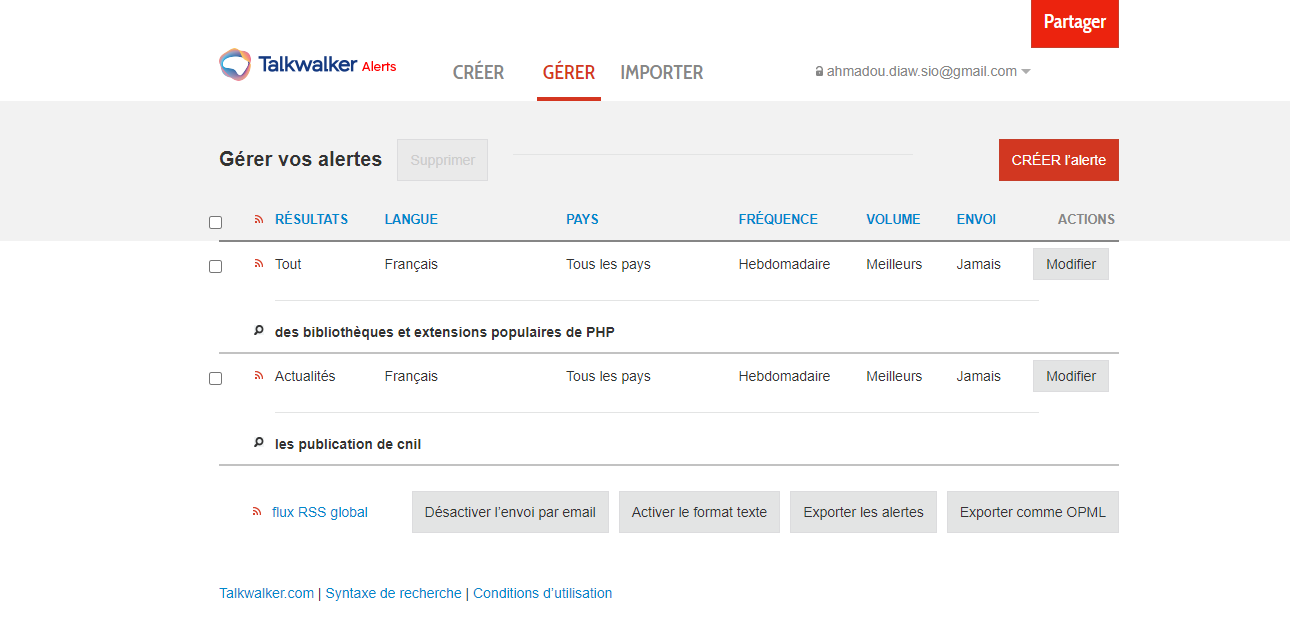 Partager
Talkwalker Alerts
CRÉER GÉRER IMPORTER
ahmadou.diaw.sio@gmail.com
Gérer vos alertes Supprimer CRÉER l'alerte
RÉSULTATS LANGUE PAYS FRÉQUENCE VOLUME ENVOI ACTIONS
Tout Français Tous les pays Hebdomadaire Meilleurs Jamais Modifier
des bibliothèques et extensions populaires de PHP
Actualités Français Tous les pays Hebdomadaire Meilleurs Jamais Modifier
les publication de cnil
flux RSS global Désactiver l'envoi par email Activer le format texte Exporter les alertes Exporter comme OPML
Talkwalker.com | Syntaxe de recherche | Conditions d'utilisation